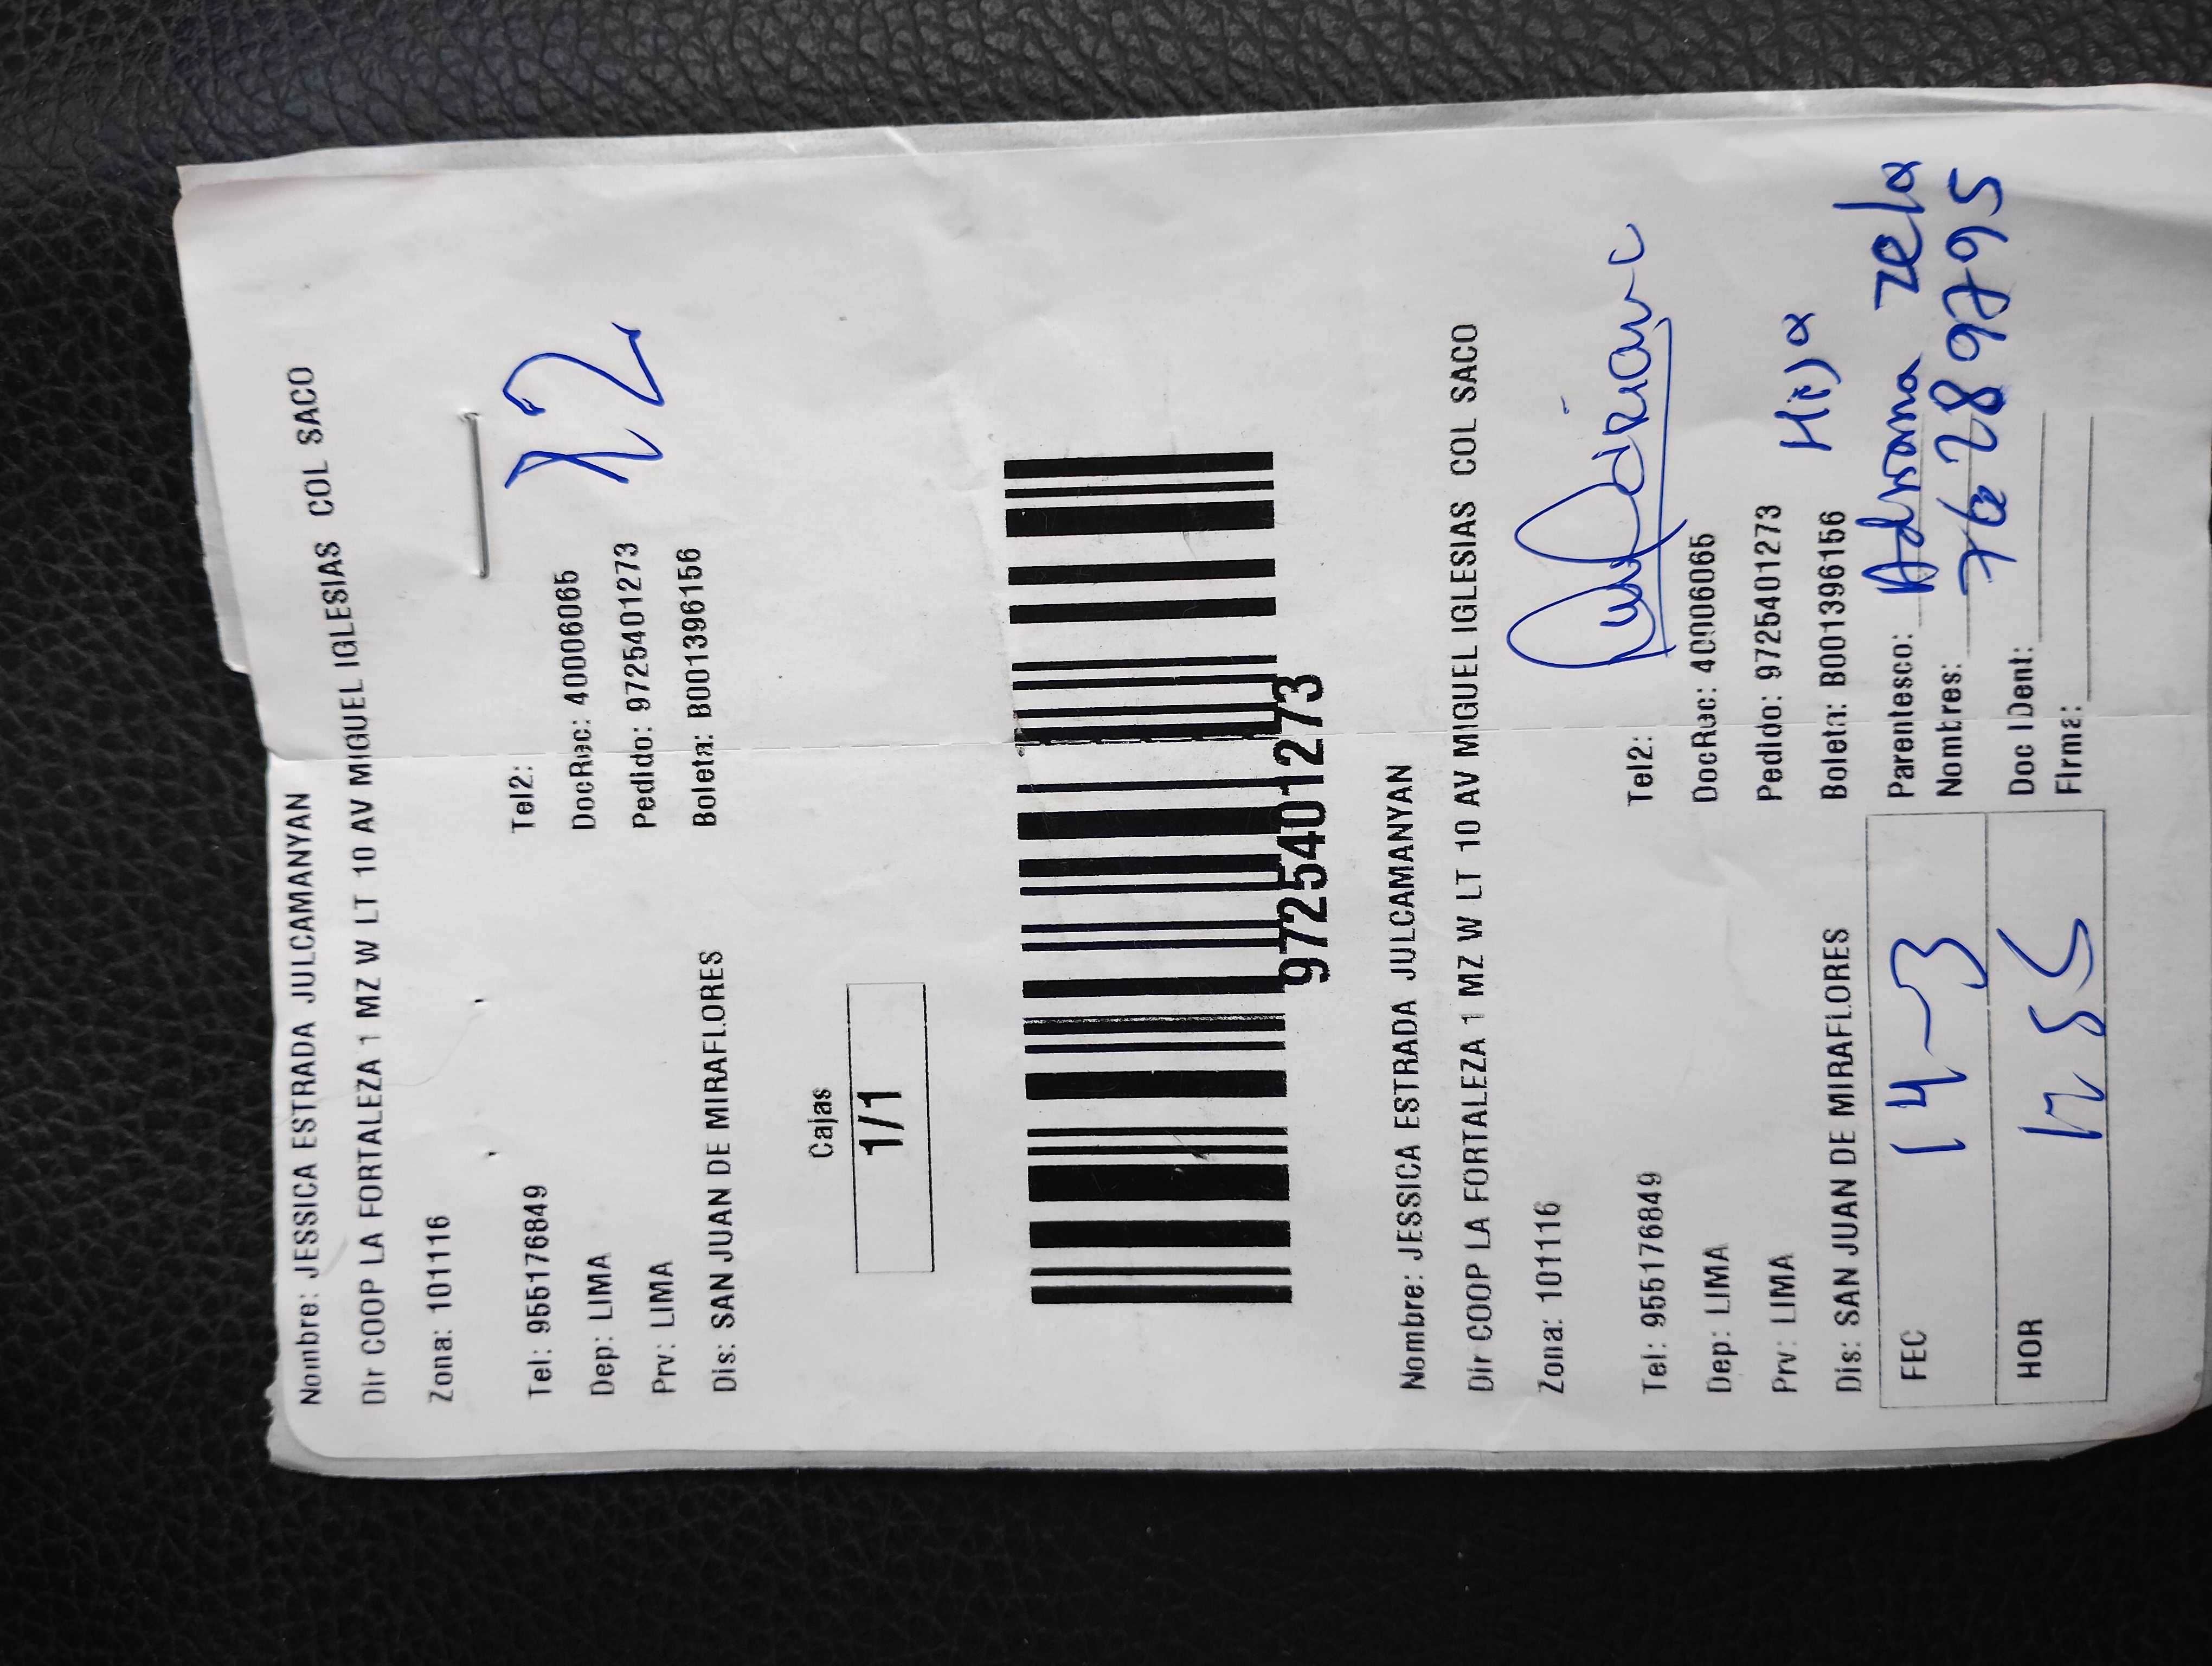 Nombre: JESSICA ESTRADA JULCAMANYAN
Dir COOP LA FORTALEZA 1 MZ W LT 10 AV MIGUEL IGLESIAS COL SACO
Zona: 101116
Tel: 955176849 Tel2:
Dep: LIMA DocRec: 40006065
Prv: LIMA Pedido: 9725401273
Dis: SAN JUAN DE MIRAFLORES Boleta: B001396156
Cajas
1/1
9725401273
Nombre: JESSICA ESTRADA JULCAMANYAN
Dir COOP LA FORTALEZA 1 MZ W LT 10 AV MIGUEL IGLESIAS COL SACO
Zona: 101116
Tel: 955176849 Tel2:
Dep: LIMA DocRec: 40006065
Prv: LIMA Pedido: 9725401273
Dis: SAN JUAN DE MIRAFLORES Boleta: B001396156 Hija
FEC 14-3 Parentesco: Adriana Zela
Nombres: 76289795
HOR Doc IDent:
Firma: